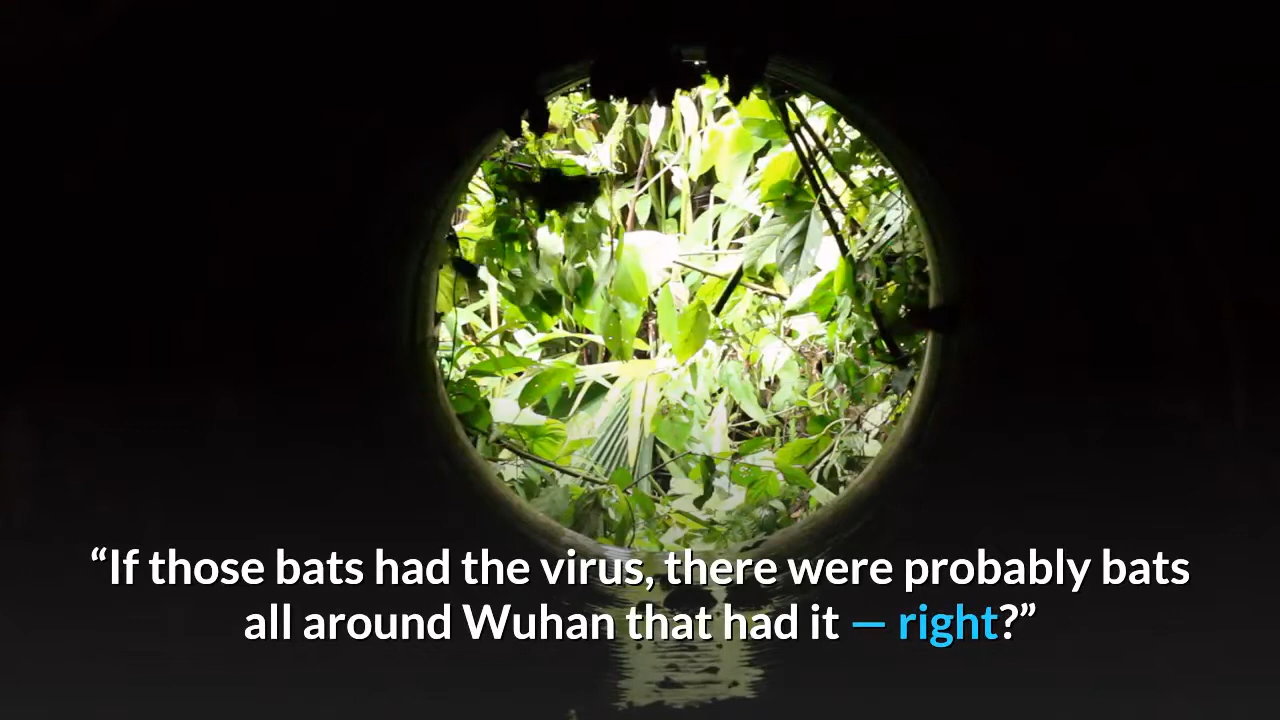 “If those bats had the virus, there were probably bats
all around Wuhan that had it — right?”